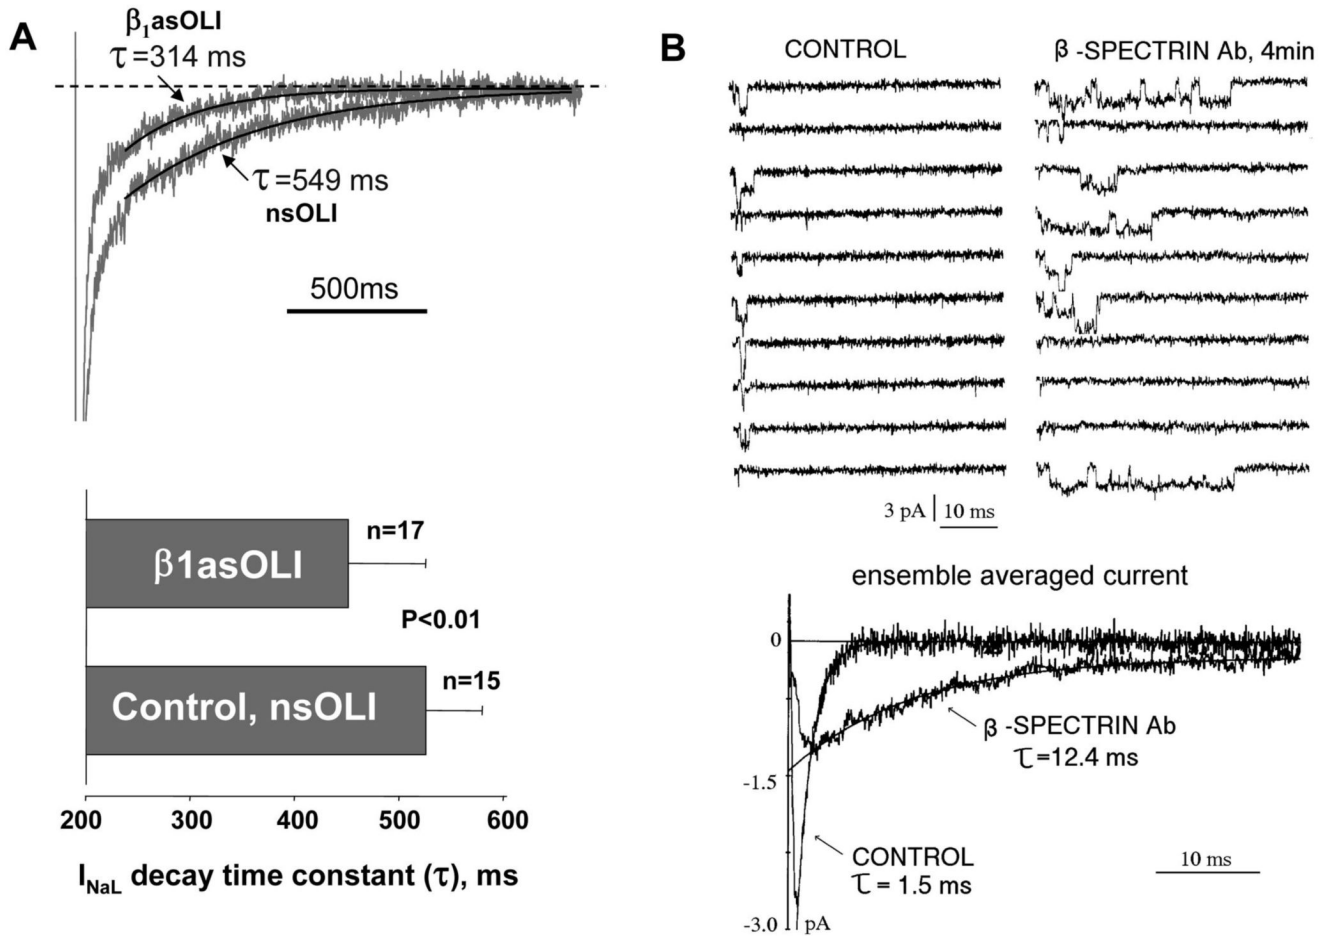 A
β₁asOLI
τ=314 ms
τ=549 ms
nsOLI
500ms
β1asOLI
n=17
P<0.01
Control, nsOLI
n=15
200 300 400 500 600
I_NaL decay time constant (τ), ms
B
CONTROL
β -SPECTRIN Ab, 4min
3 pA 10 ms
ensemble averaged current
0
β -SPECTRIN Ab
τ=12.4 ms
-1.5
CONTROL
τ= 1.5 ms
10 ms
-3.0 pA